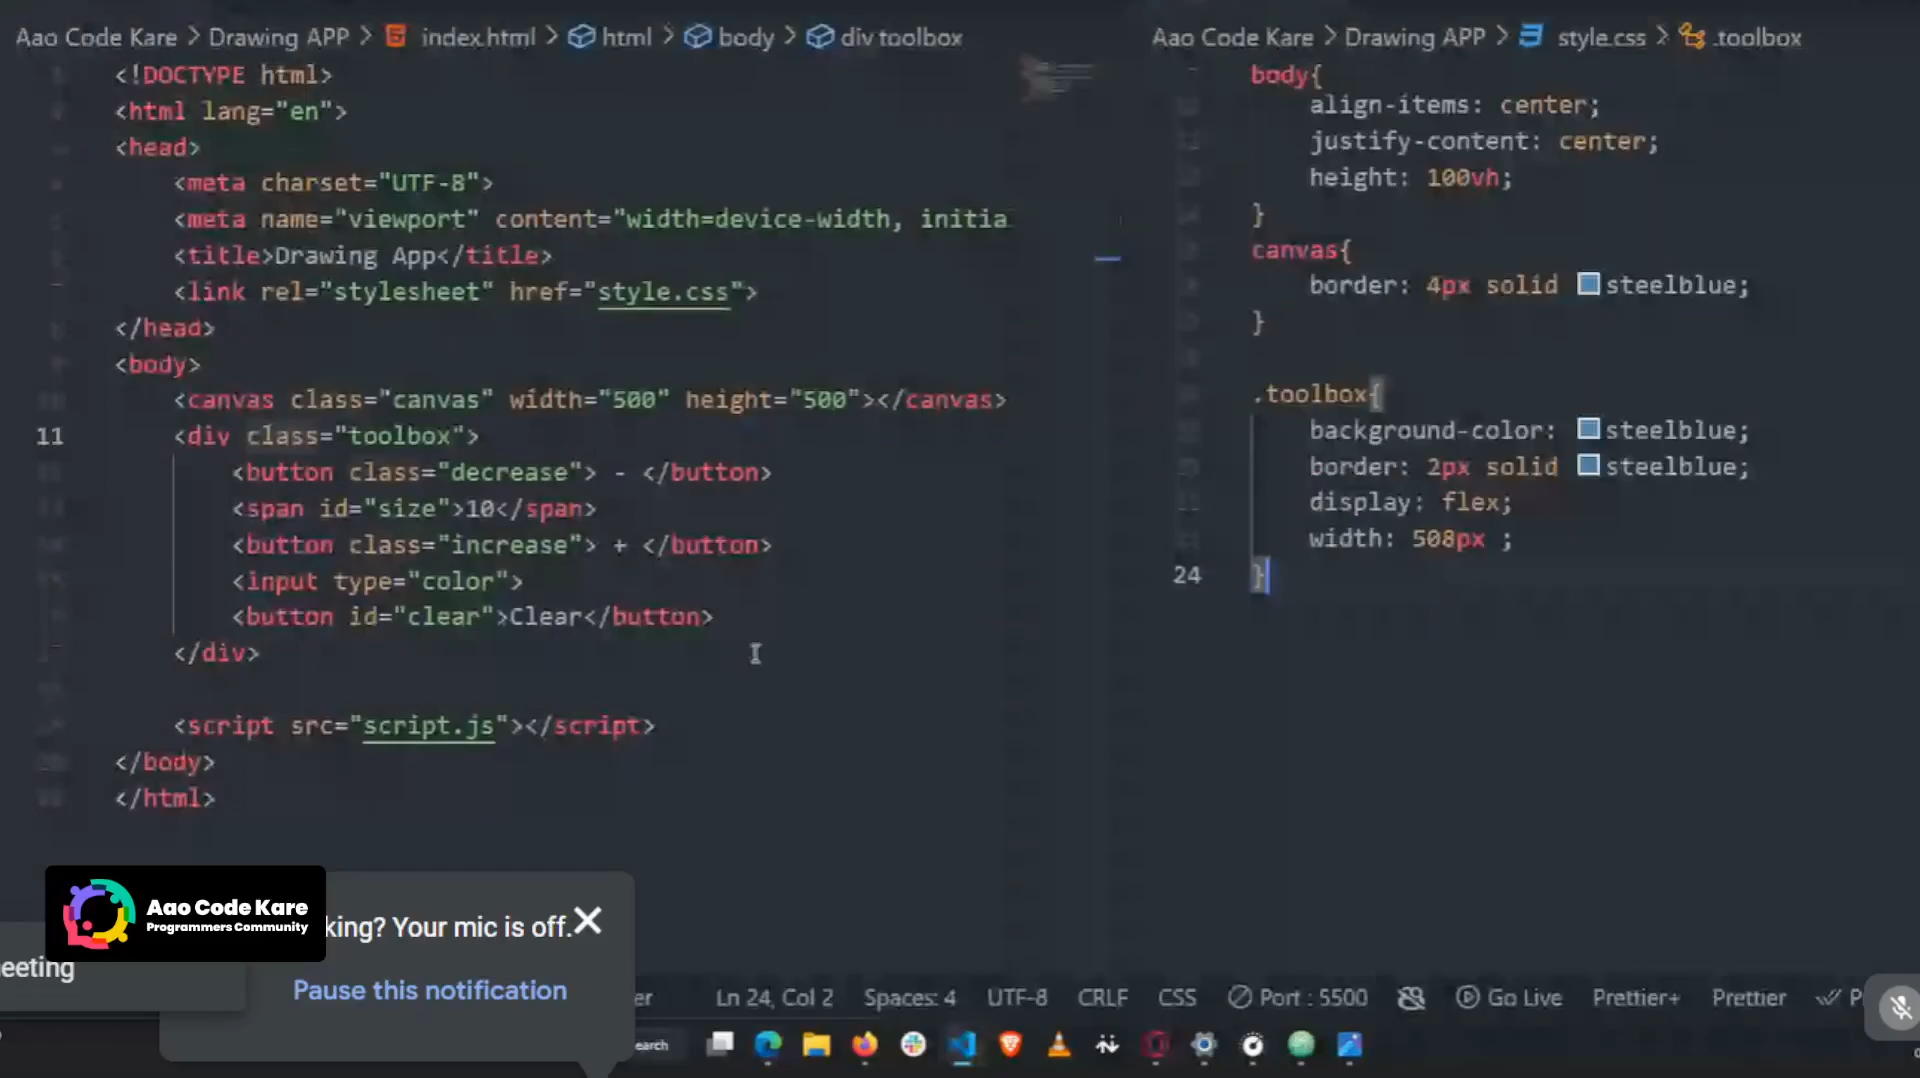 Aao Code Kare > Drawing APP > index.html > html > body > div toolbox
<!DOCTYPE html>
<html lang="en">
<head>
<meta charset="UTF-8">
<meta name="viewport" content="width=device-width, initia
<title>Drawing App</title>
<link rel="stylesheet" href="style.css">
</head>
<body>
<canvas class="canvas" width="500" height="500"></canvas>
11 <div class="toolbox">
<button class="decrease"> - </button>
<span id="size">10</span>
<button class="increase"> + </button>
<input type="color">
<button id="clear">Clear</button>
</div>
<script src="script.js"></script>
</body>
</html>
Aao Code Kare > Drawing APP > style.css > .toolbox
body{
align-items: center;
justify-content: center;
height: 100vh;
}
canvas{
border: 4px solid steelblue;
}
.toolbox{
background-color: steelblue;
border: 2px solid steelblue;
display: flex;
width: 508px ;
24 }
Aao Code Kare
Programmers Community
king? Your mic is off.
eeting
Pause this notification
er Ln 24, Col 2 Spaces: 4 UTF-8 CRLF CSS Port : 5500 Go Live Prettier+ Prettier P
earch